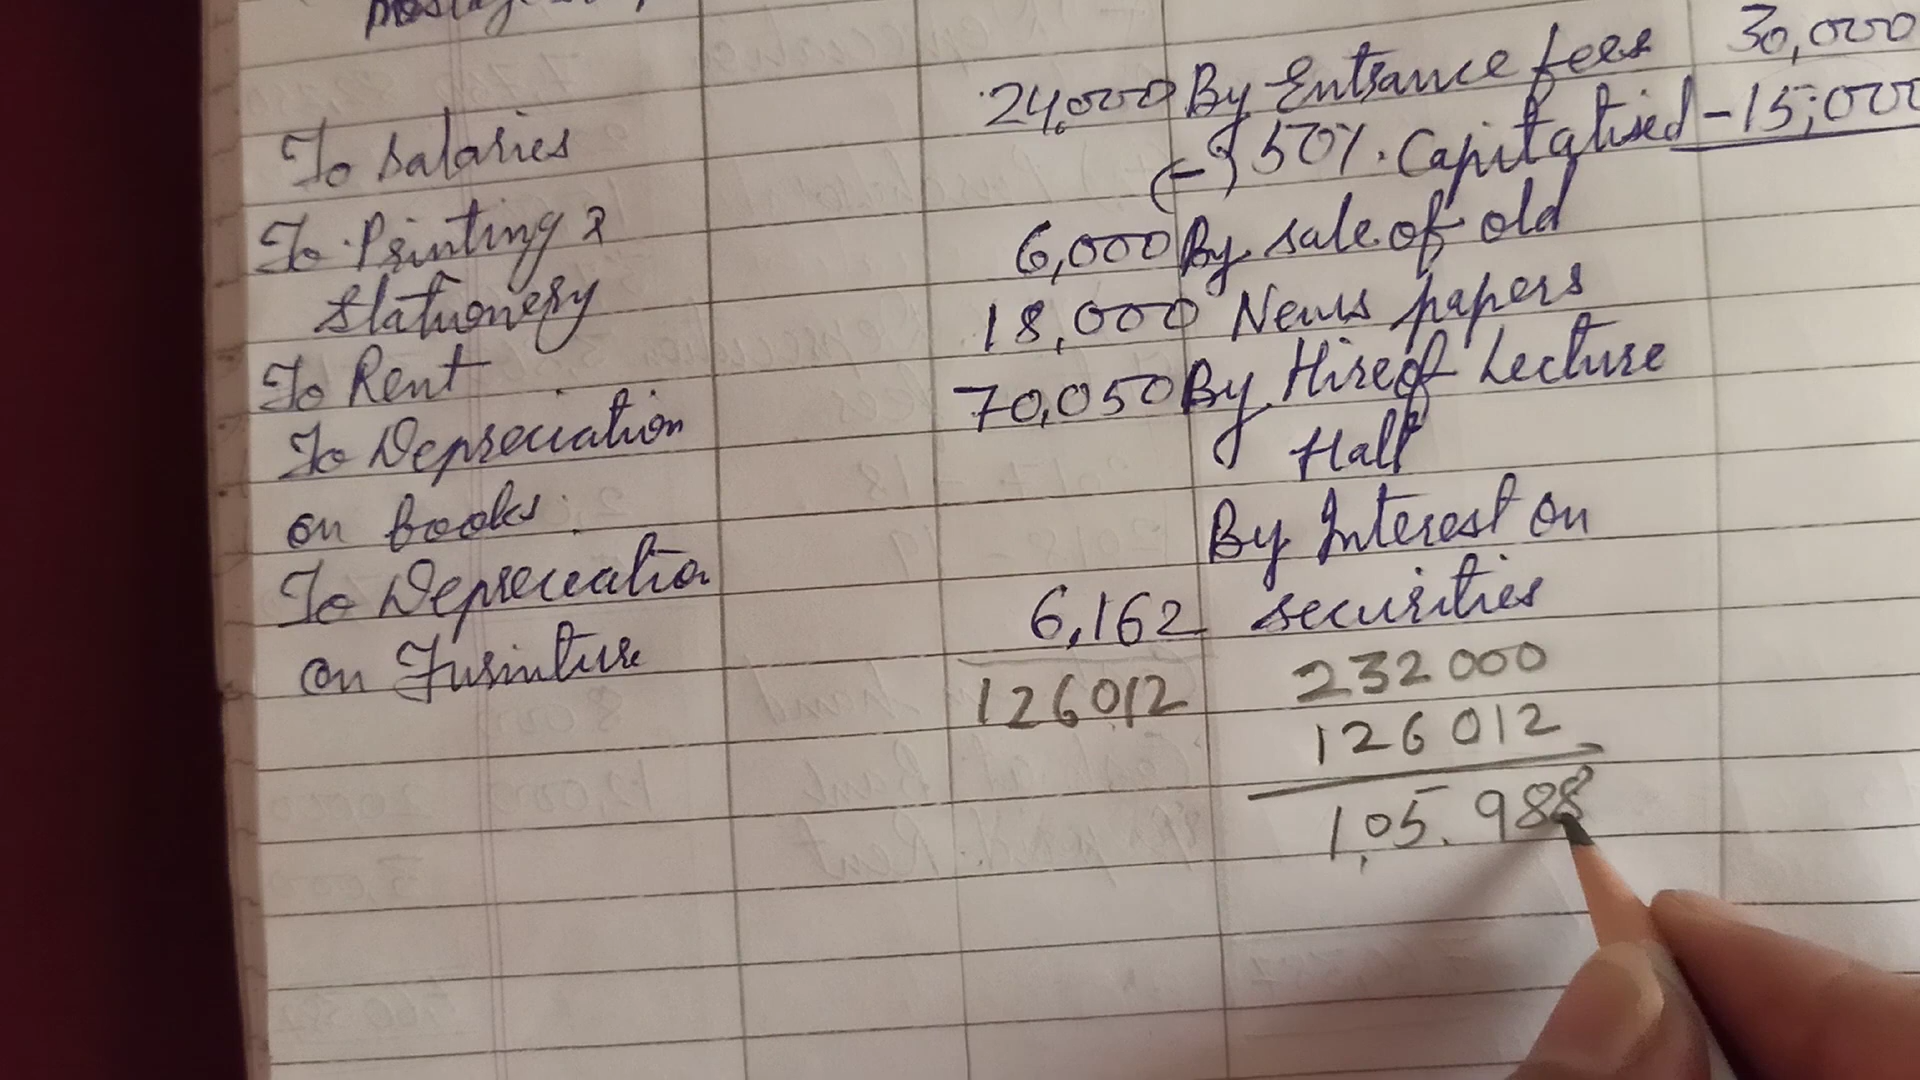 30,000
24,000 By Entrance fees
To Salaries (-) 50% Capitalised - 15,000
To Printing & 6,000 By sale of old
Stationery 18,000 News papers
To Rent 70,050 By Hire of Lecture
To Depreciation Hall
on books By Interest on
To Depreciation 6,162 securities
on Furinture 232000
126012 126012
1,05,988